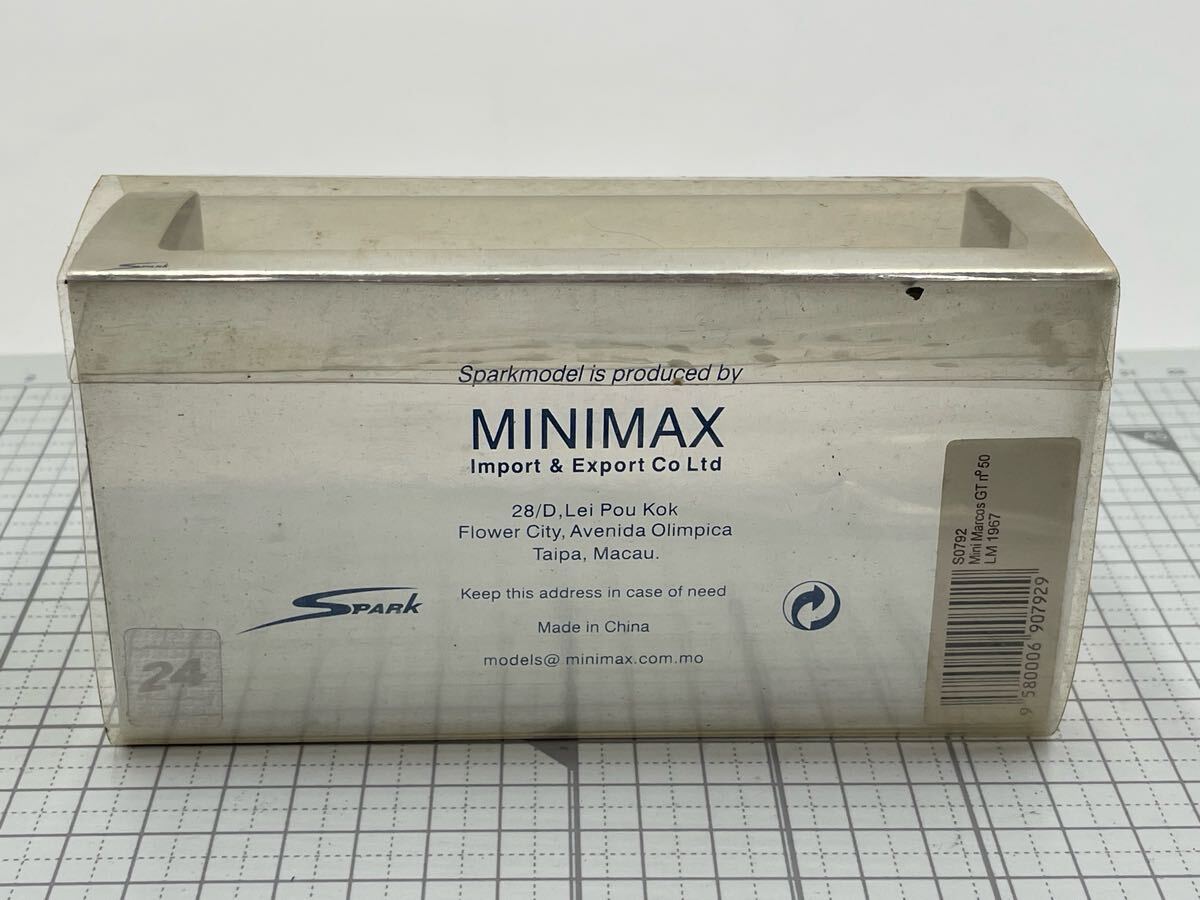 Spark
Sparkmodel is produced by
MINIMAX
Import & Export Co Ltd
28/D, Lei Pou Kok
Flower City, Avenida Olimpica
Taipa, Macau.
Keep this address in case of need
Made in China
models@ minimax.com.mo
Spark
24
S0792
Mini Marcos GT nº 50
LM 1967
9 580006 907929